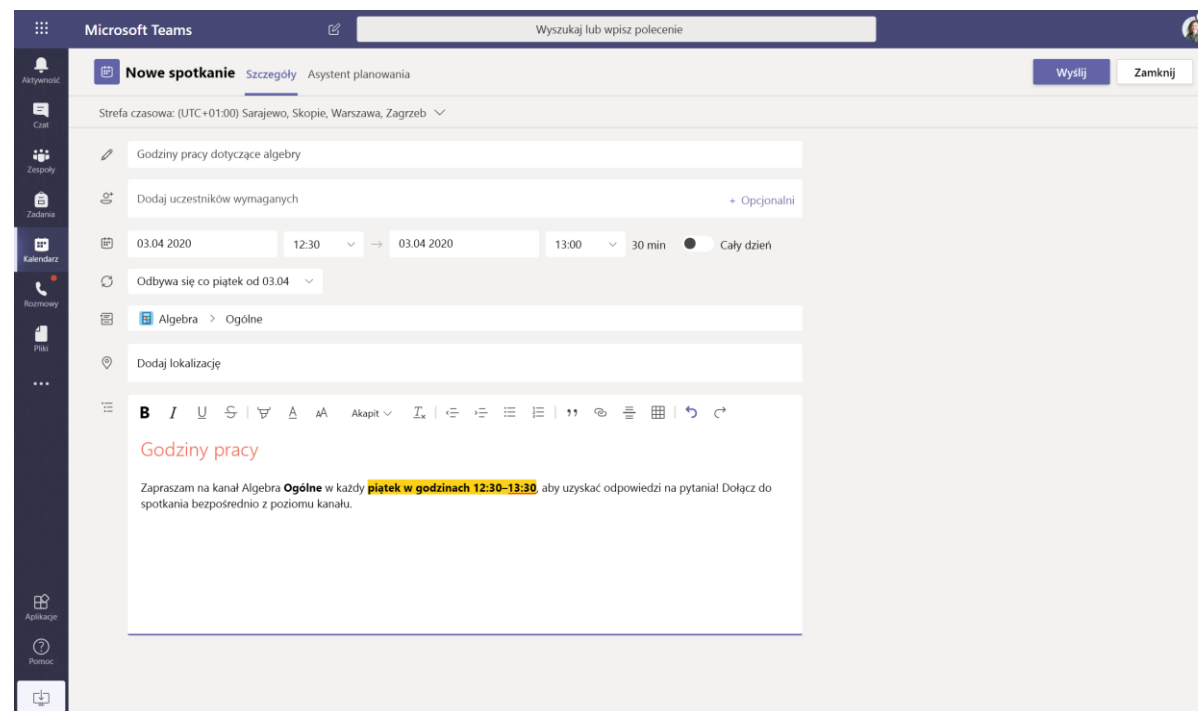 Microsoft Teams
Wyszukaj lub wpisz polecenie
Aktywność
Czat
Zespoły
Zadania
Kalendarz
Rozmowy
Pliki
Aplikacje
Pomoc
Nowe spotkanie Szczegóły Asystent planowania
Wyślij Zamknij
Strefa czasowa: (UTC+01:00) Sarajewo, Skopie, Warszawa, Zagrzeb
Godziny pracy dotyczące algebry
Dodaj uczestników wymaganych + Opcjonalni
03.04 2020 12:30 → 03.04 2020 13:00 30 min Cały dzień
Odbywa się co piątek od 03.04
Algebra > Ogólne
Dodaj lokalizację
B I U S A AA Akapit
Godziny pracy
Zapraszam na kanał Algebra Ogólne w każdy piątek w godzinach 12:30–13:30, aby uzyskać odpowiedzi na pytania! Dołącz do
spotkania bezpośrednio z poziomu kanału.